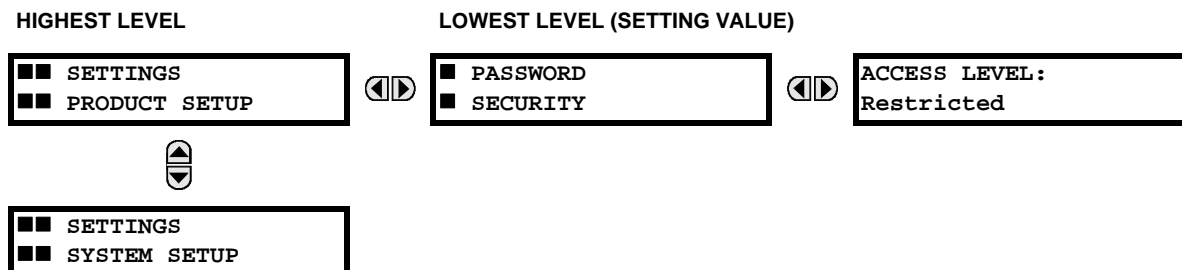 HIGHEST LEVEL
LOWEST LEVEL (SETTING VALUE)
■■ SETTINGS
■■ PRODUCT SETUP
■ PASSWORD
■ SECURITY
ACCESS LEVEL:
Restricted
■■ SETTINGS
■■ SYSTEM SETUP